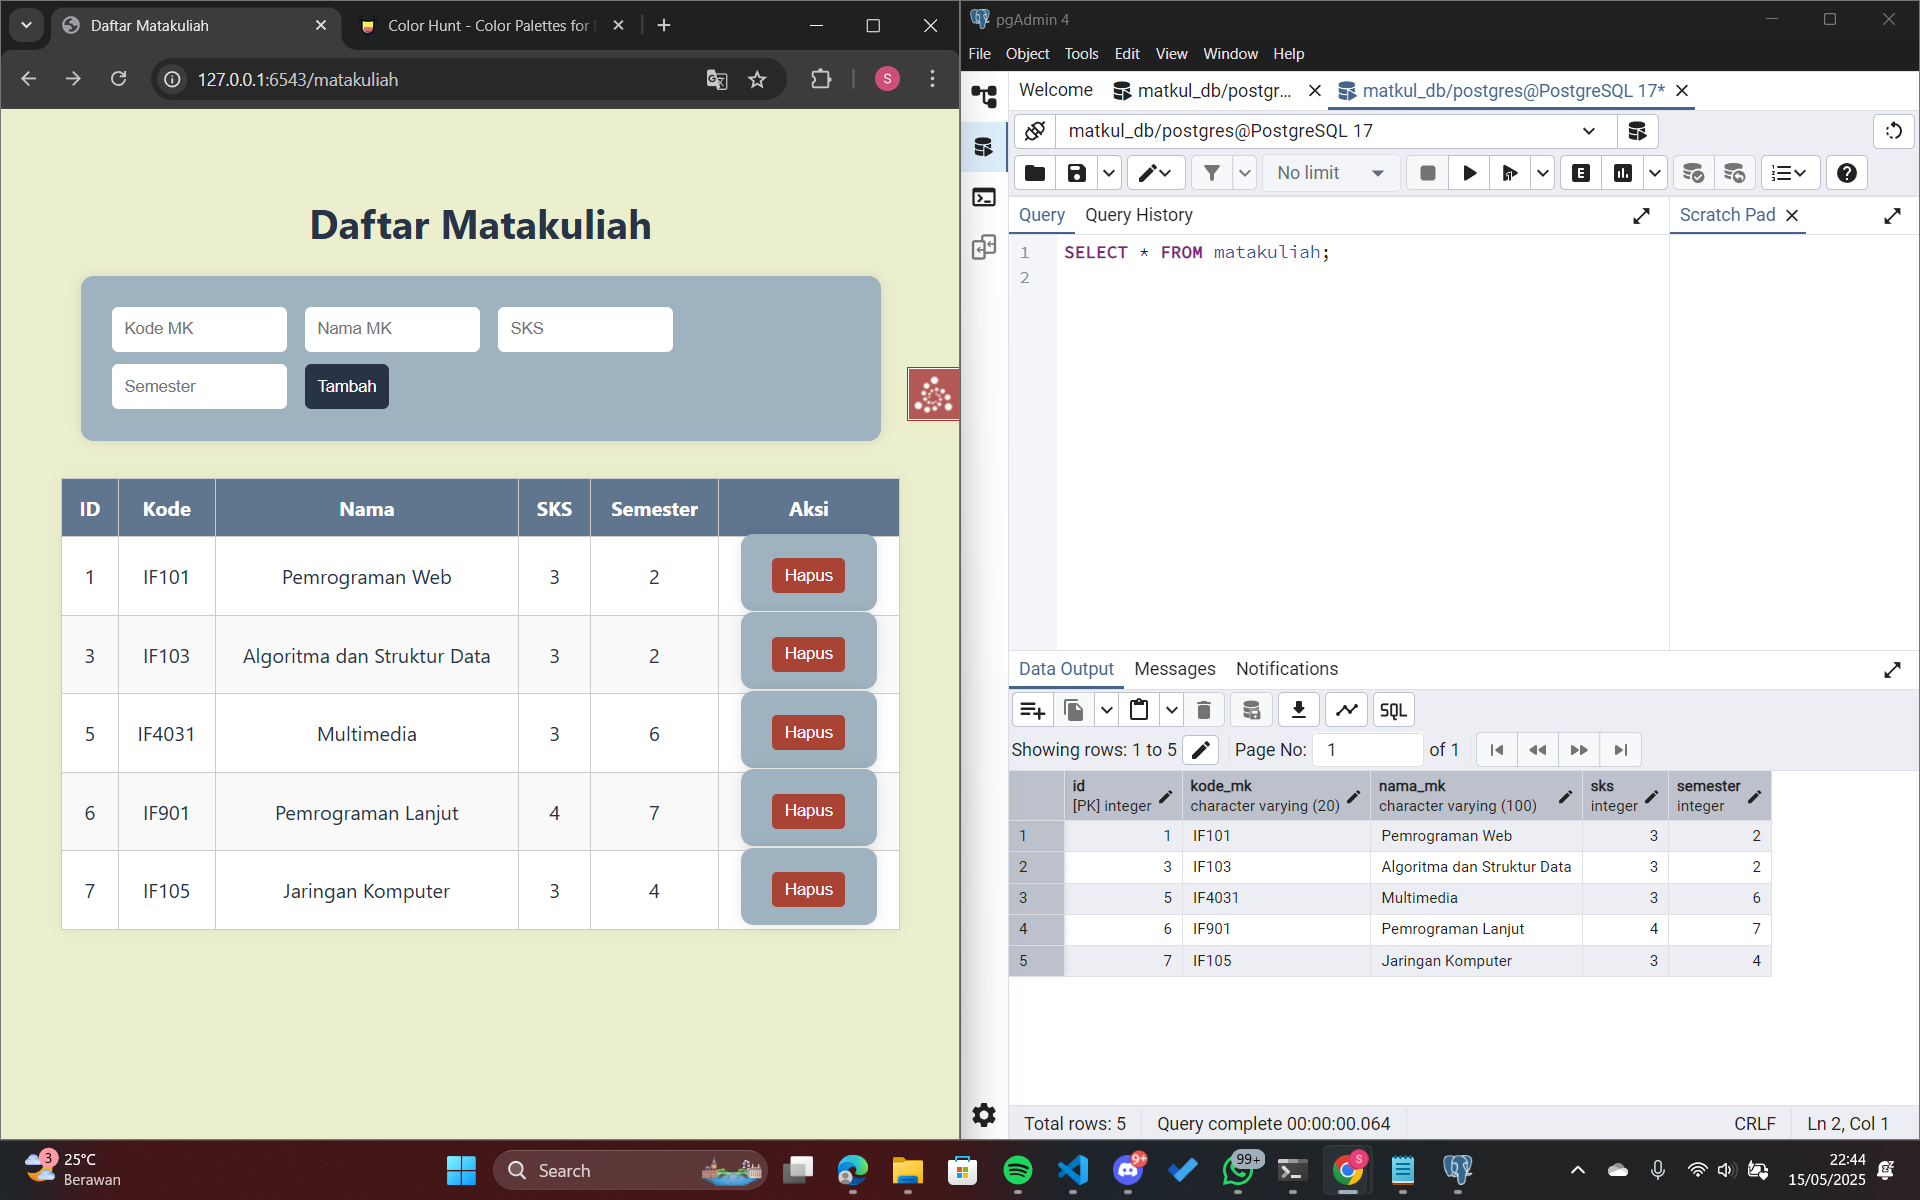 Daftar Matakuliah
Color Hunt - Color Palettes for
127.0.0.1:6543/matakuliah
S
Daftar Matakuliah
Kode MK
Nama MK
SKS
Semester
Tambah
ID Kode Nama SKS Semester Aksi
1 IF101 Pemrograman Web 3 2 Hapus
3 IF103 Algoritma dan Struktur Data 3 2 Hapus
5 IF4031 Multimedia 3 6 Hapus
6 IF901 Pemrograman Lanjut 4 7 Hapus
7 IF105 Jaringan Komputer 3 4 Hapus
pgAdmin 4
File Object Tools Edit View Window Help
Welcome
matkul_db/postgr...
matkul_db/postgres@PostgreSQL 17*
matkul_db/postgres@PostgreSQL 17
No limit
E
Query Query History
Scratch Pad
1 SELECT * FROM matakuliah;
2
Data Output Messages Notifications
SQL
Showing rows: 1 to 5
Page No: 1 of 1
id kode_mk nama_mk sks semester
[PK] integer character varying (20) character varying (100) integer integer
1 1 IF101 Pemrograman Web 3 2
2 3 IF103 Algoritma dan Struktur Data 3 2
3 5 IF4031 Multimedia 3 6
4 6 IF901 Pemrograman Lanjut 4 7
5 7 IF105 Jaringan Komputer 3 4
Total rows: 5
Query complete 00:00:00.064
CRLF
Ln 2, Col 1
3
25°C
Berawan
Search
9+
99+
S
22:44
15/05/2025